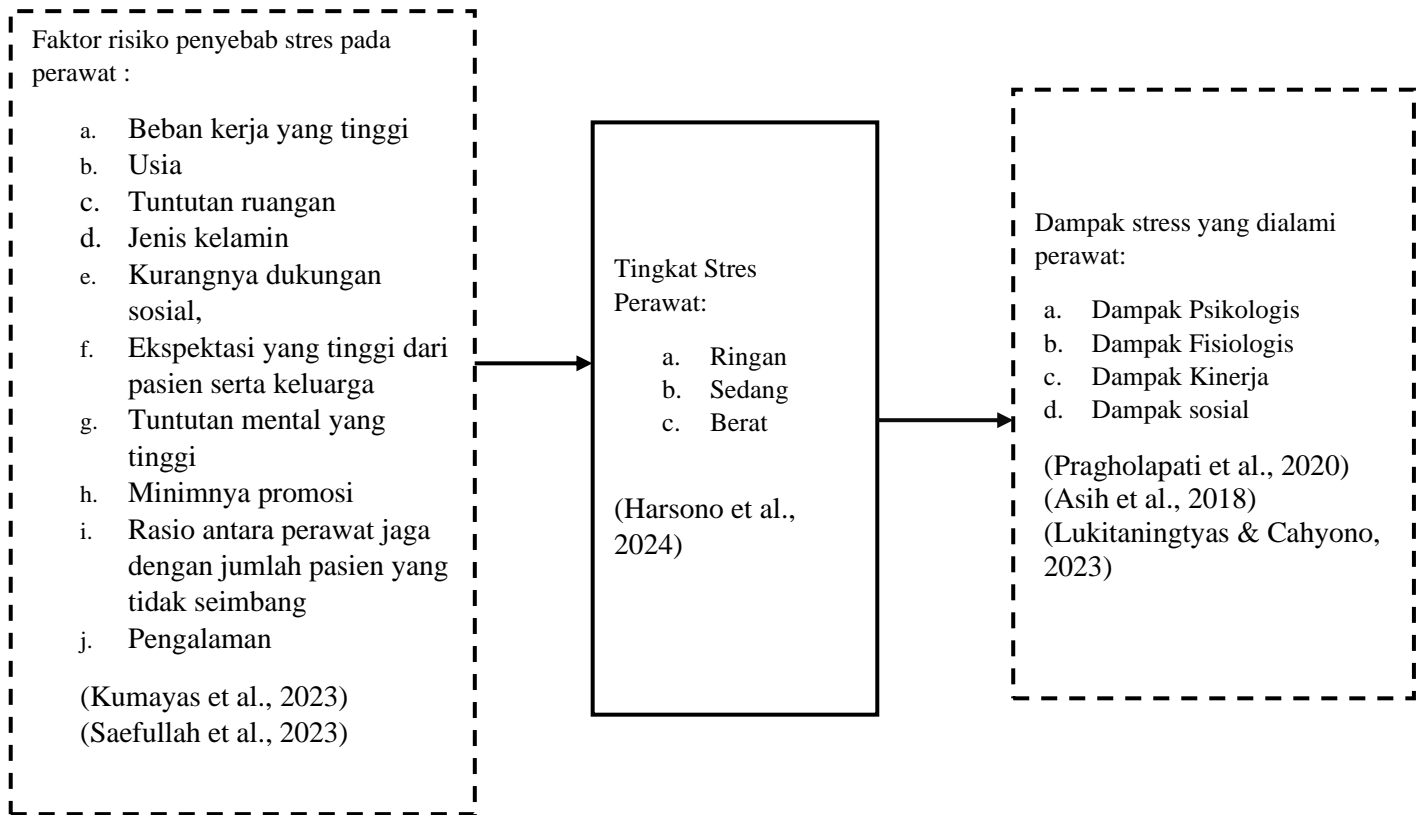 Faktor risiko penyebab stres pada
perawat :
a. Beban kerja yang tinggi
b. Usia
c. Tuntutan ruangan
d. Jenis kelamin
e. Kurangnya dukungan
sosial,
f. Ekspektasi yang tinggi dari
pasien serta keluarga
g. Tuntutan mental yang
tinggi
h. Minimnya promosi
i. Rasio antara perawat jaga
dengan jumlah pasien yang
tidak seimbang
j. Pengalaman
(Kumayas et al., 2023)
(Saefullah et al., 2023)
Tingkat Stres
Perawat:
a. Ringan
b. Sedang
c. Berat
(Harsono et al.,
2024)
Dampak stress yang dialami
perawat:
a. Dampak Psikologis
b. Dampak Fisiologis
c. Dampak Kinerja
d. Dampak sosial
(Pragholapati et al., 2020)
(Asih et al., 2018)
(Lukitaningtyas & Cahyono,
2023)